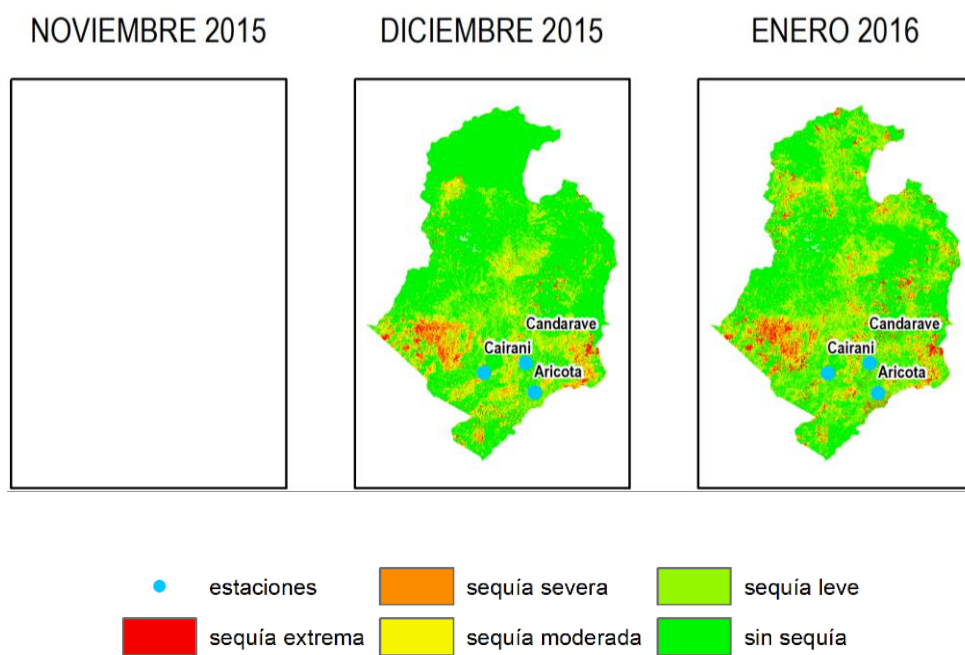 NOVIEMBRE 2015
DICIEMBRE 2015
ENERO 2016
Candarave
Cairani
Aricota
Candarave
Cairani
Aricota
estaciones
sequía severa
sequía leve
sequía extrema
sequía moderada
sin sequía